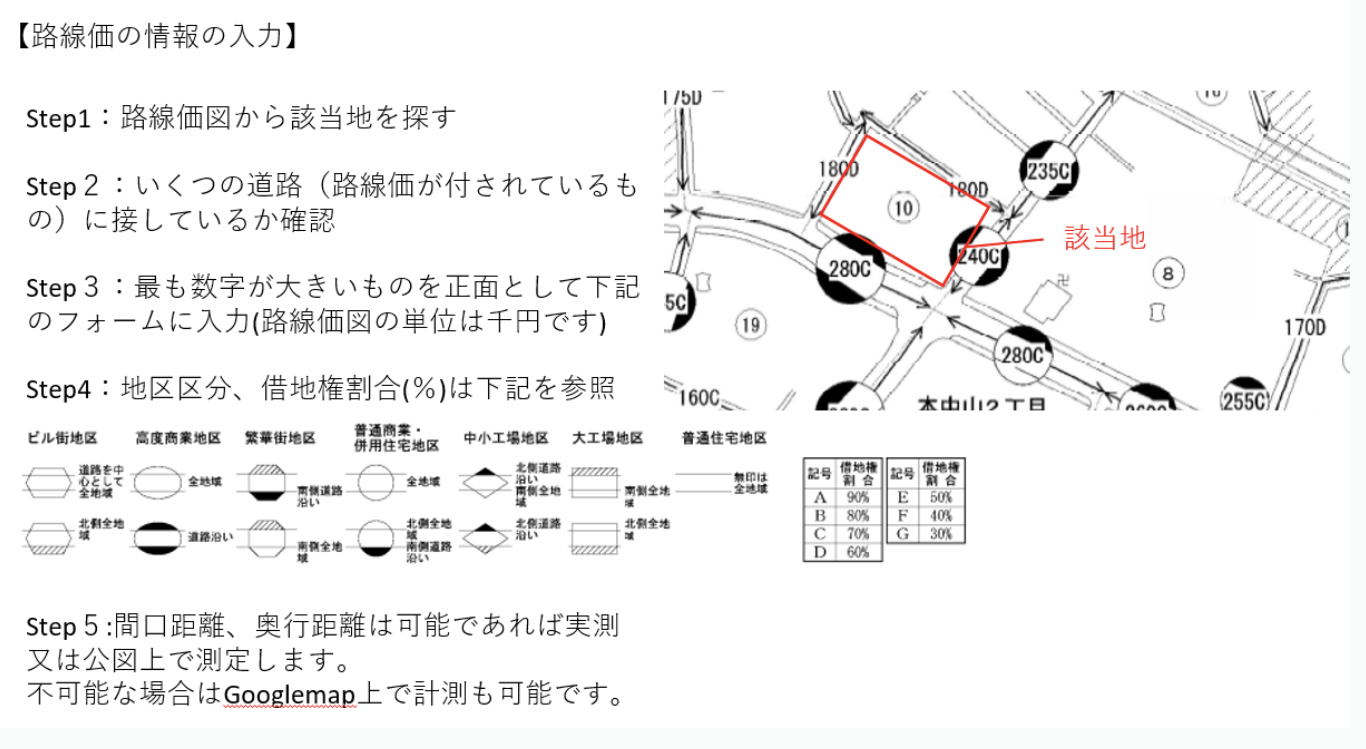 【路線価の情報の入力】
Step1：路線価図から該当地を探す
Step２：いくつの道路（路線価が付されているも
の）に接しているか確認
Step３：最も数字が大きいものを正面として下記
のフォームに入力(路線価図の単位は千円です)
Step4：地区区分、借地権割合(％)は下記を参照
175D
180D
180D
235C
10
該当地
240C
280C
卍
8
5C
19
280C
170D
160C
本中山2丁目
255C
ビル街地区
道路を中
心として
全地域
北側全地
域
高度商業地区
全地域
道路沿い
繁華街地区
南側道路
沿い
南側全地
域
普通商業・
併用住宅地区
全地域
北側全地
域
南側道路
沿い
中小工場地区
北側道路
沿い
南側全地
域
北側道路
沿い
大工場地区
南側全地
域
北側全地
域
普通住宅地区
無印は
全地域
記号 借地権割合 記号 借地権割合
A 90% E 50%
B 80% F 40%
C 70% G 30%
D 60%
Step５:間口距離、奥行距離は可能であれば実測
又は公図上で測定します。
不可能な場合はGooglemap上で計測も可能です。